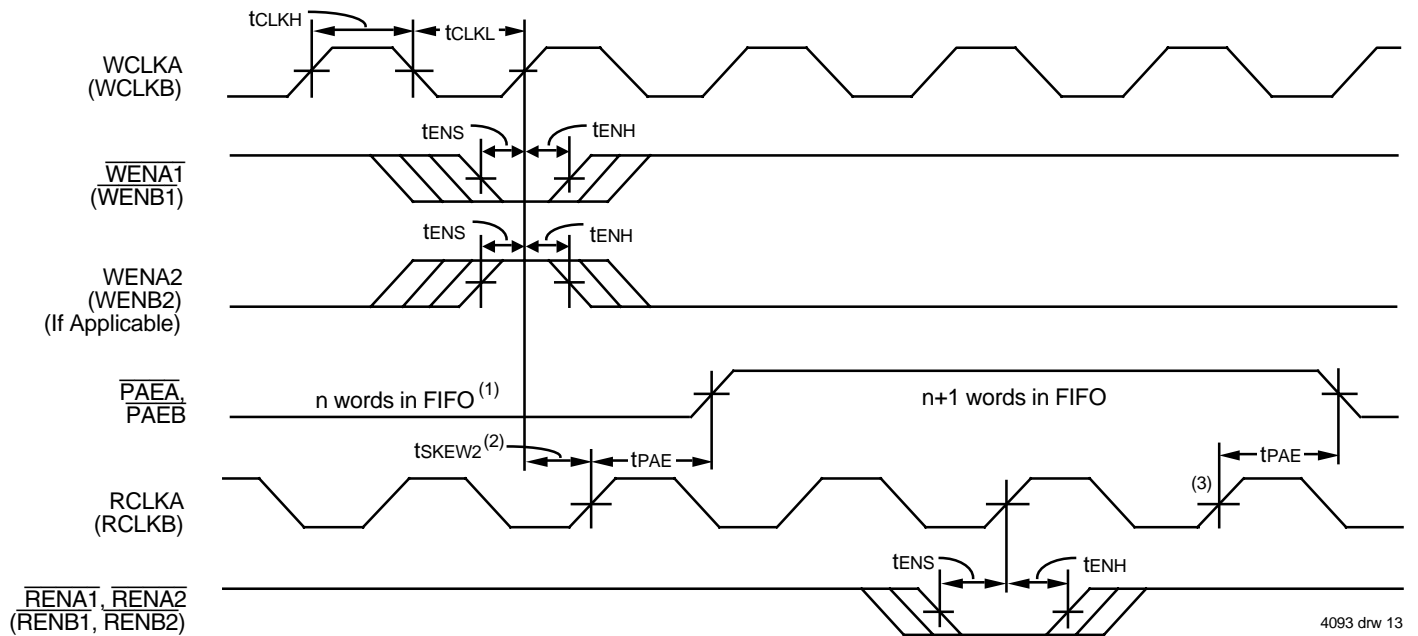 tCLKH
tCLKL
WCLKA
(WCLKB)
tENS
tENH
WENA1
(WENB1)
tENS
tENH
WENA2
(WENB2)
(If Applicable)
PAEA,
PAEB
n words in FIFO (1)
n+1 words in FIFO
tSKEW2(2)
tPAE
tPAE
RCLKA
(RCLKB)
(3)
tENS
tENH
RENA1, RENA2
(RENB1, RENB2)
4093 drw 13